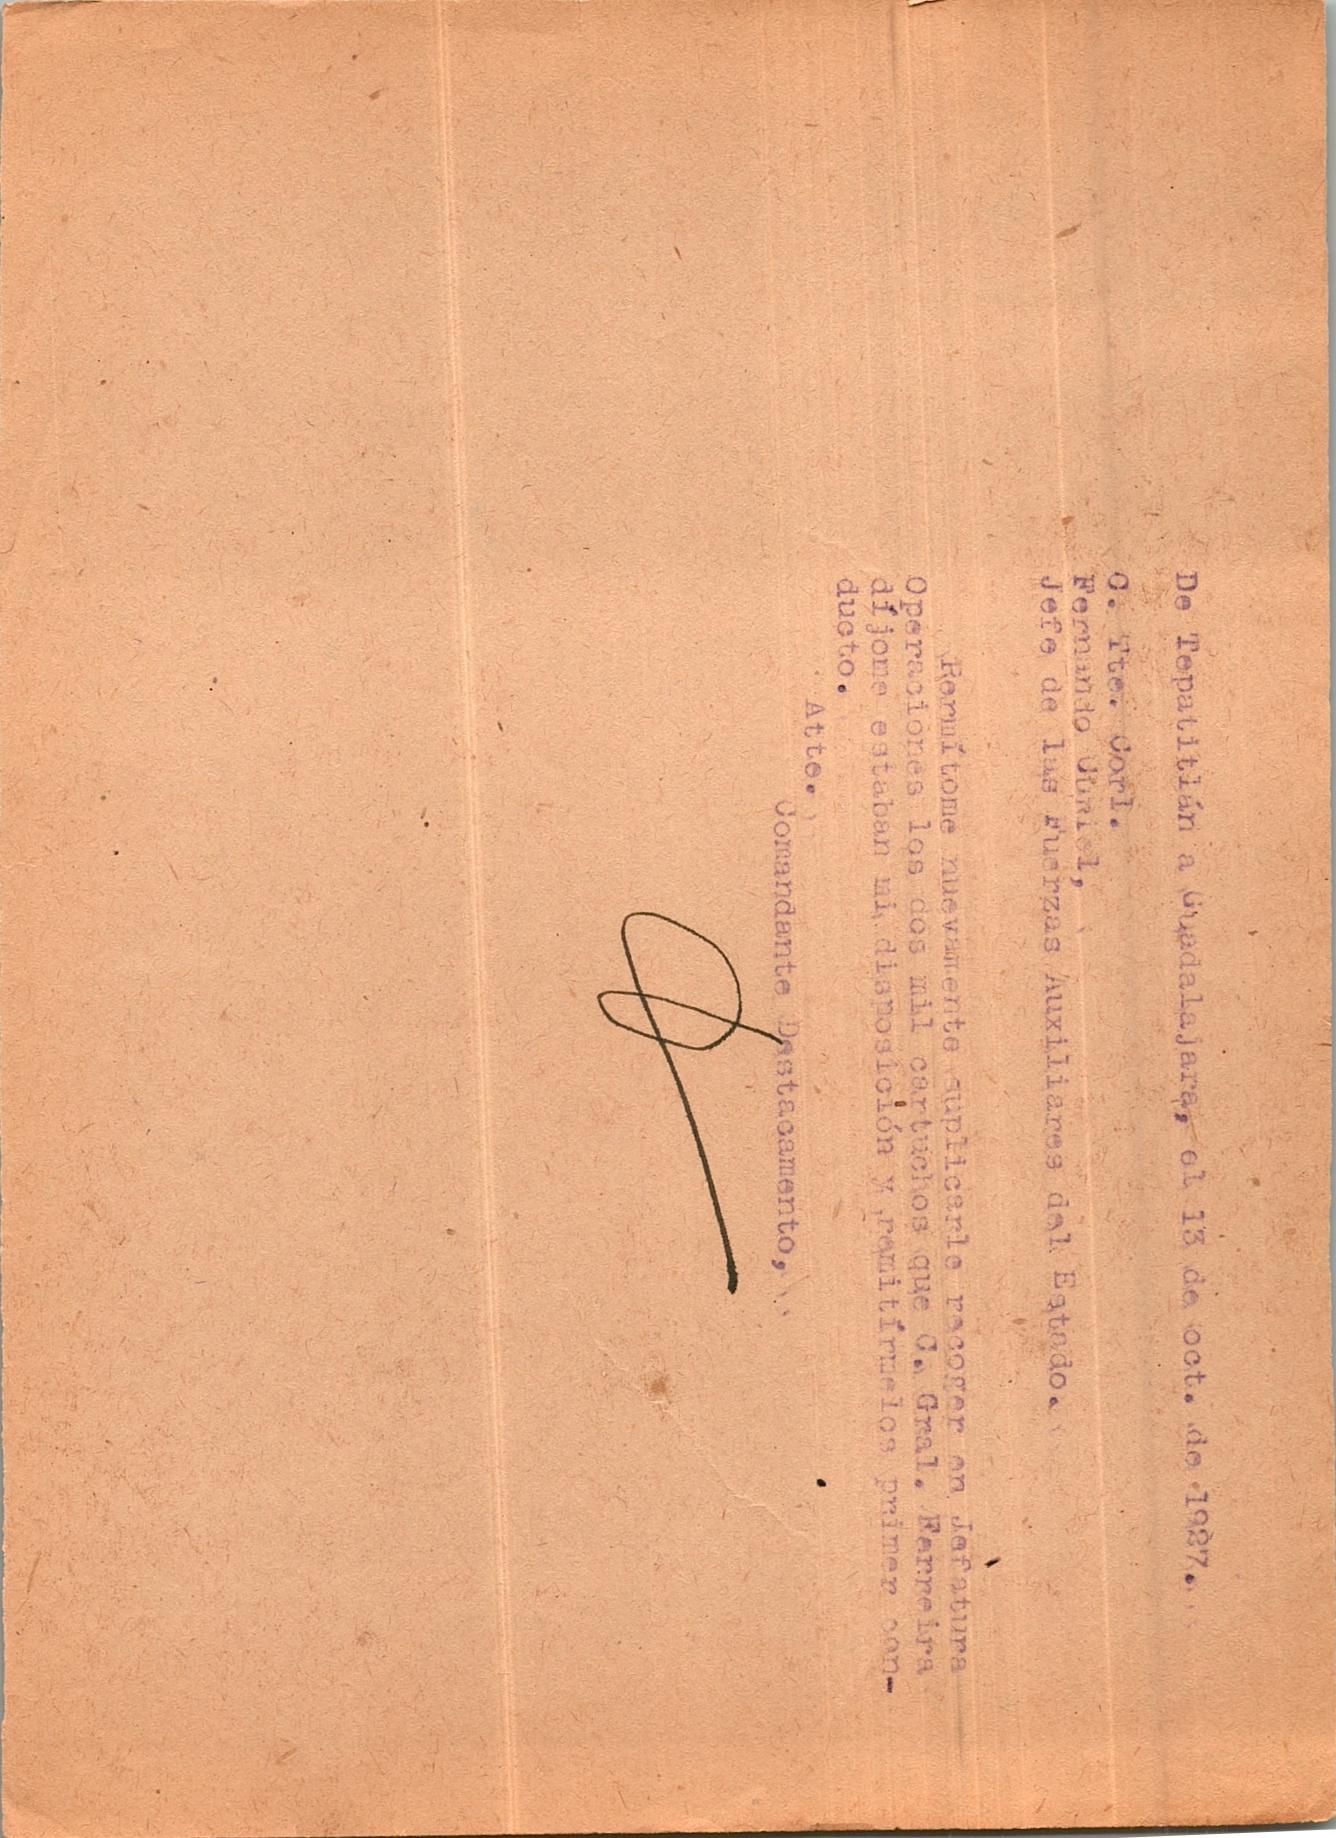 De Tepatitlán a Guadalajara, el 13 de oct. de 1927.
C. Tte. Corl.
Fernando Uriel,
Jefe de las Fuerzas Auxiliares del Estado.
Permítome nuevamente suplicarle recoger en Jefatura
Operaciones los dos mil cartuchos que C. Gral. Ferreira
díjome estaban mi disposición y remitírmelos primer con-
ducto.
Atte.
Comandante Destacamento,